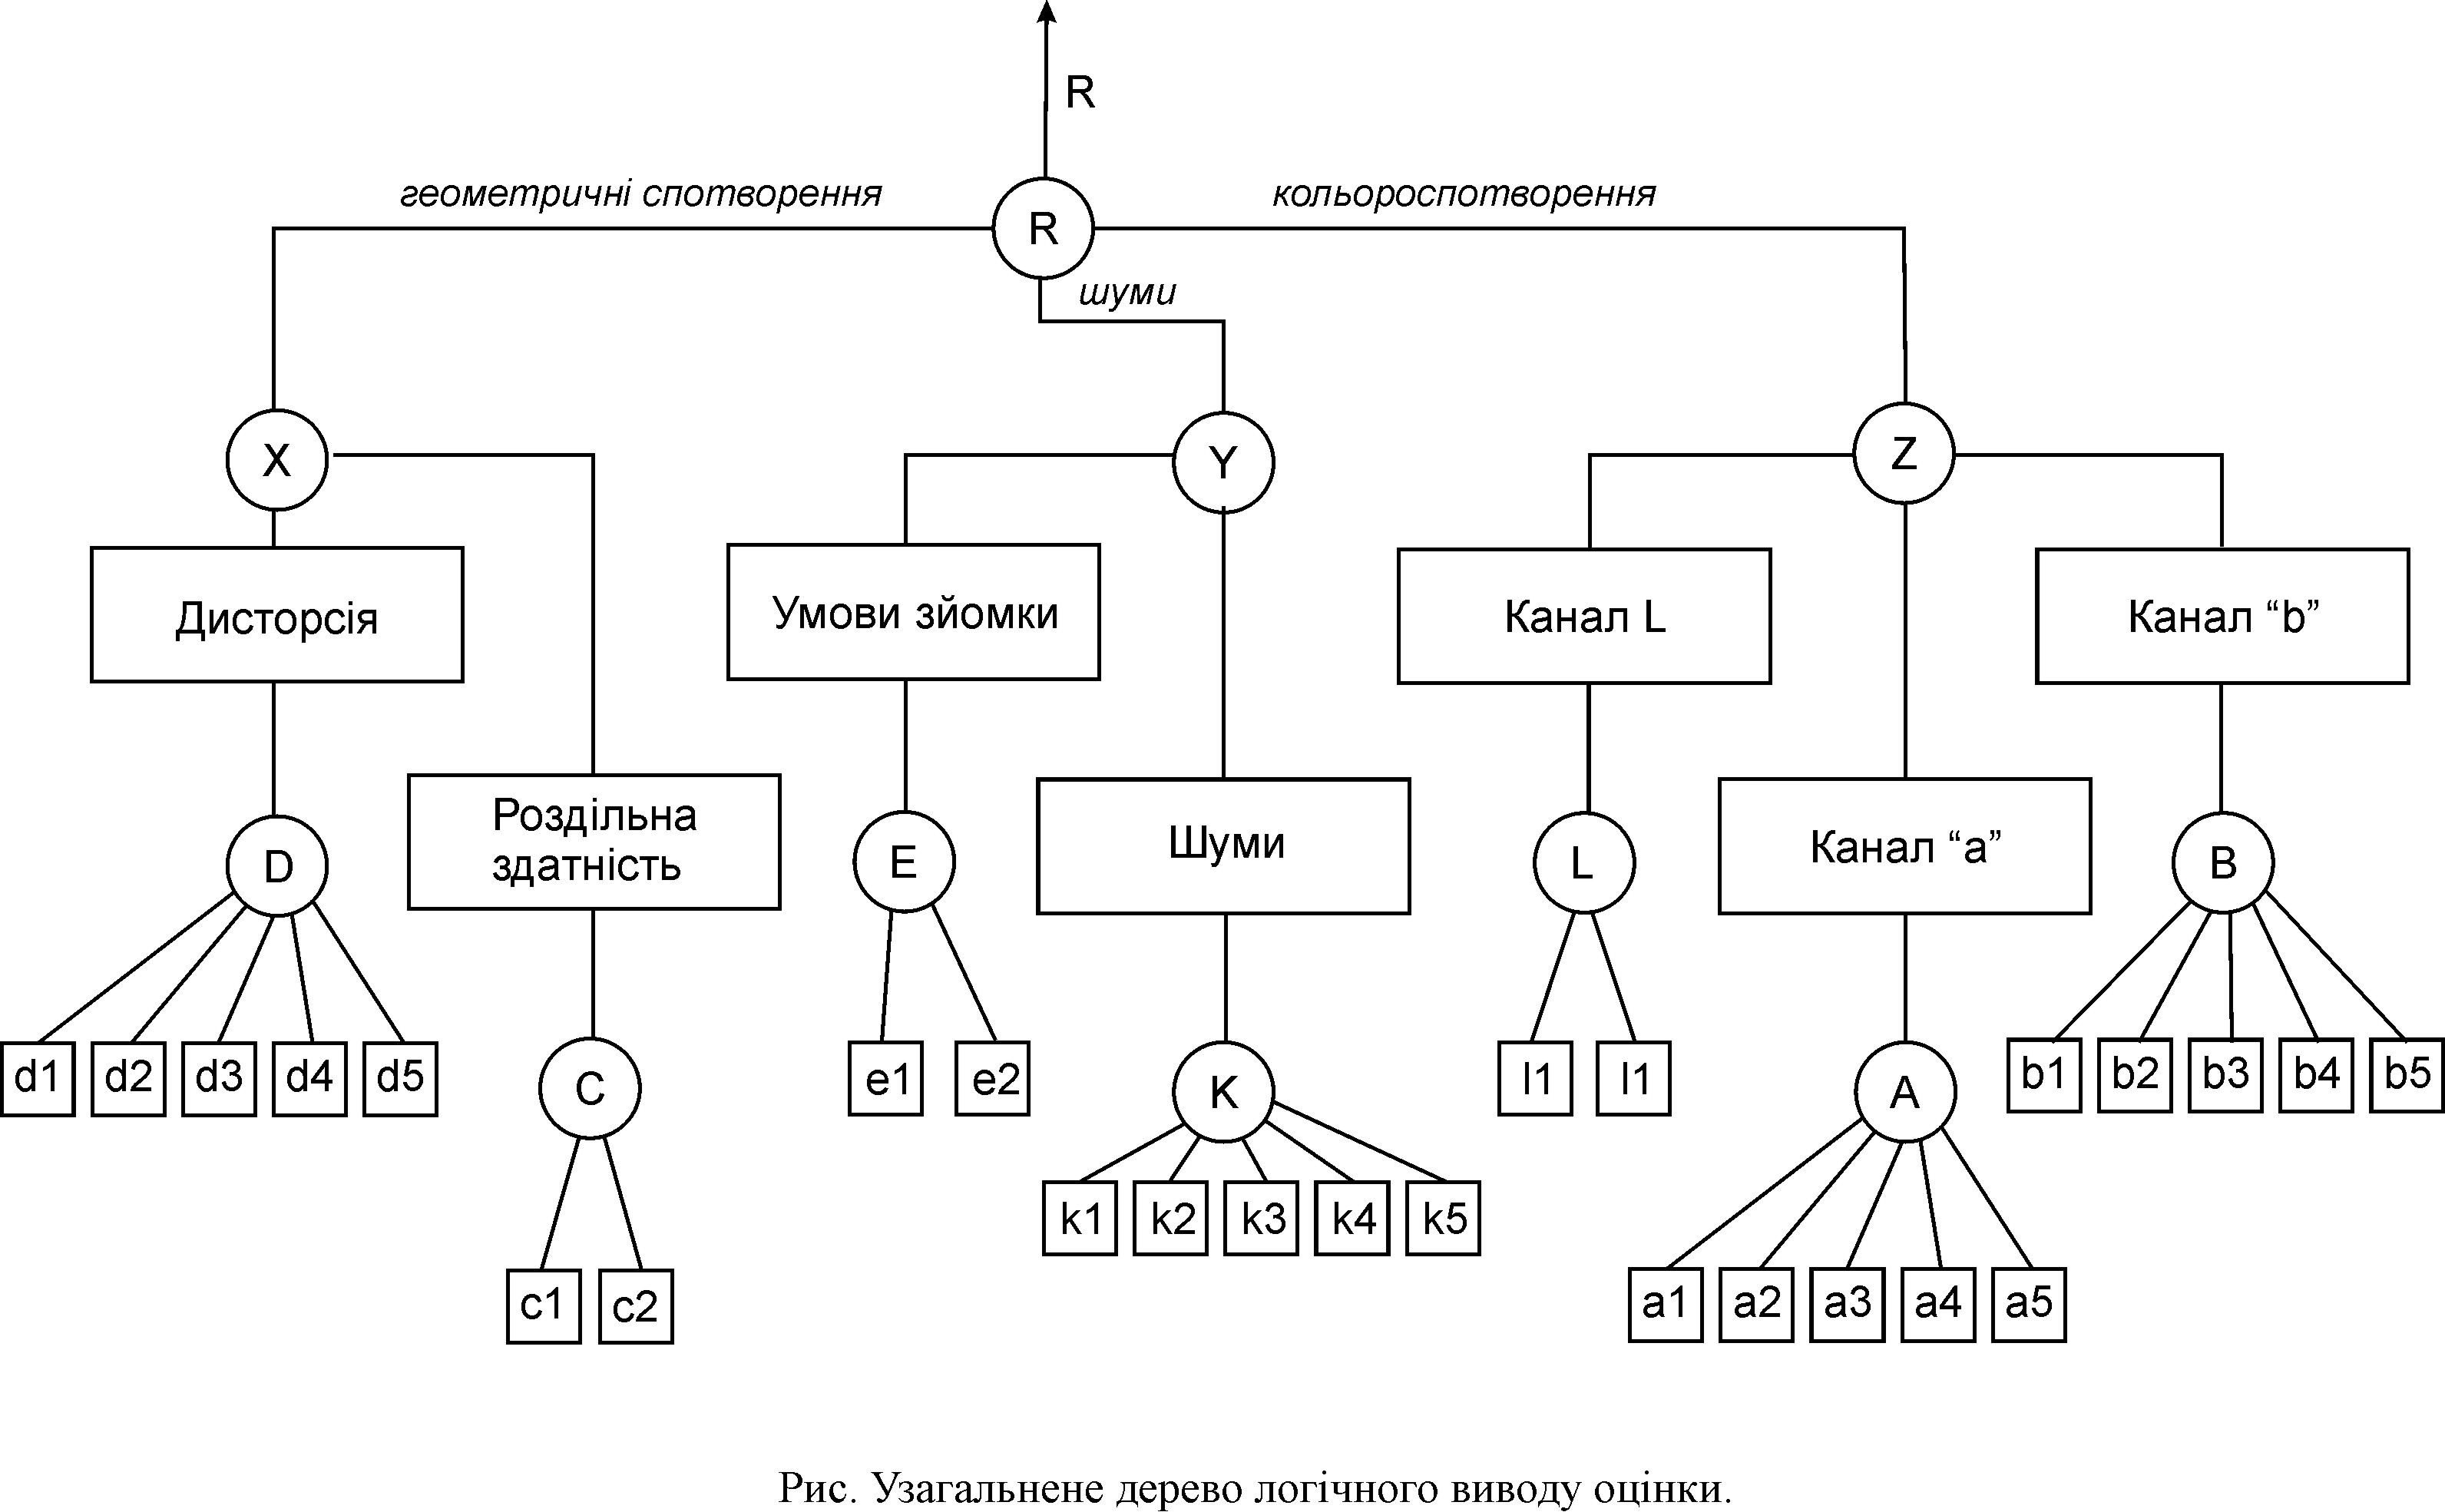 R
геометричні спотворення
R
кольороспотворення
шуми
X
Y
Z
Дисторсія
Умови зйомки
Канал L
Канал “b”
Роздільна
здатність
Шуми
Канал “a”
D
E
L
B
d1 d2 d3 d4 d5
C
e1 e2
K
l1 l1
A
b1 b2 b3 b4 b5
c1 c2
k1 k2 k3 k4 k5
a1 a2 a3 a4 a5
Рис. Узагальнене дерево логічного виводу оцінки.